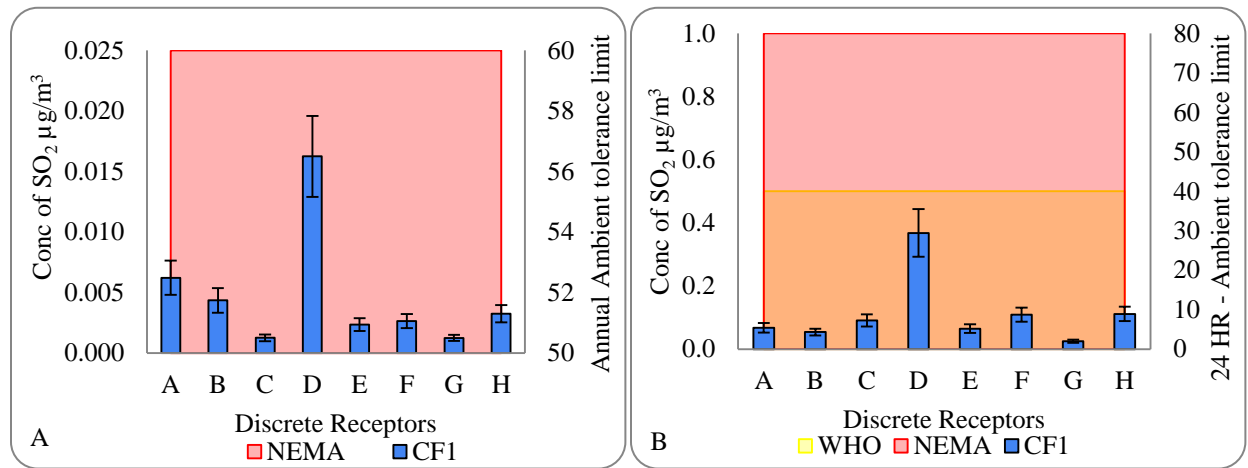 Conc of SO₂ µg/m³
0.025
0.020
0.015
0.010
0.005
0.000
60
58
56
54
52
50
Annual Ambient tolerance limit
A B C D E F G H
Discrete Receptors
A
NEMA CF1
Conc of SO₂ µg/m³
1.0
0.8
0.6
0.4
0.2
0.0
80
70
60
50
40
30
20
10
0
24 HR - Ambient tolerance limit
A B C D E F G H
Discrete Receptors
B
WHO NEMA CF1